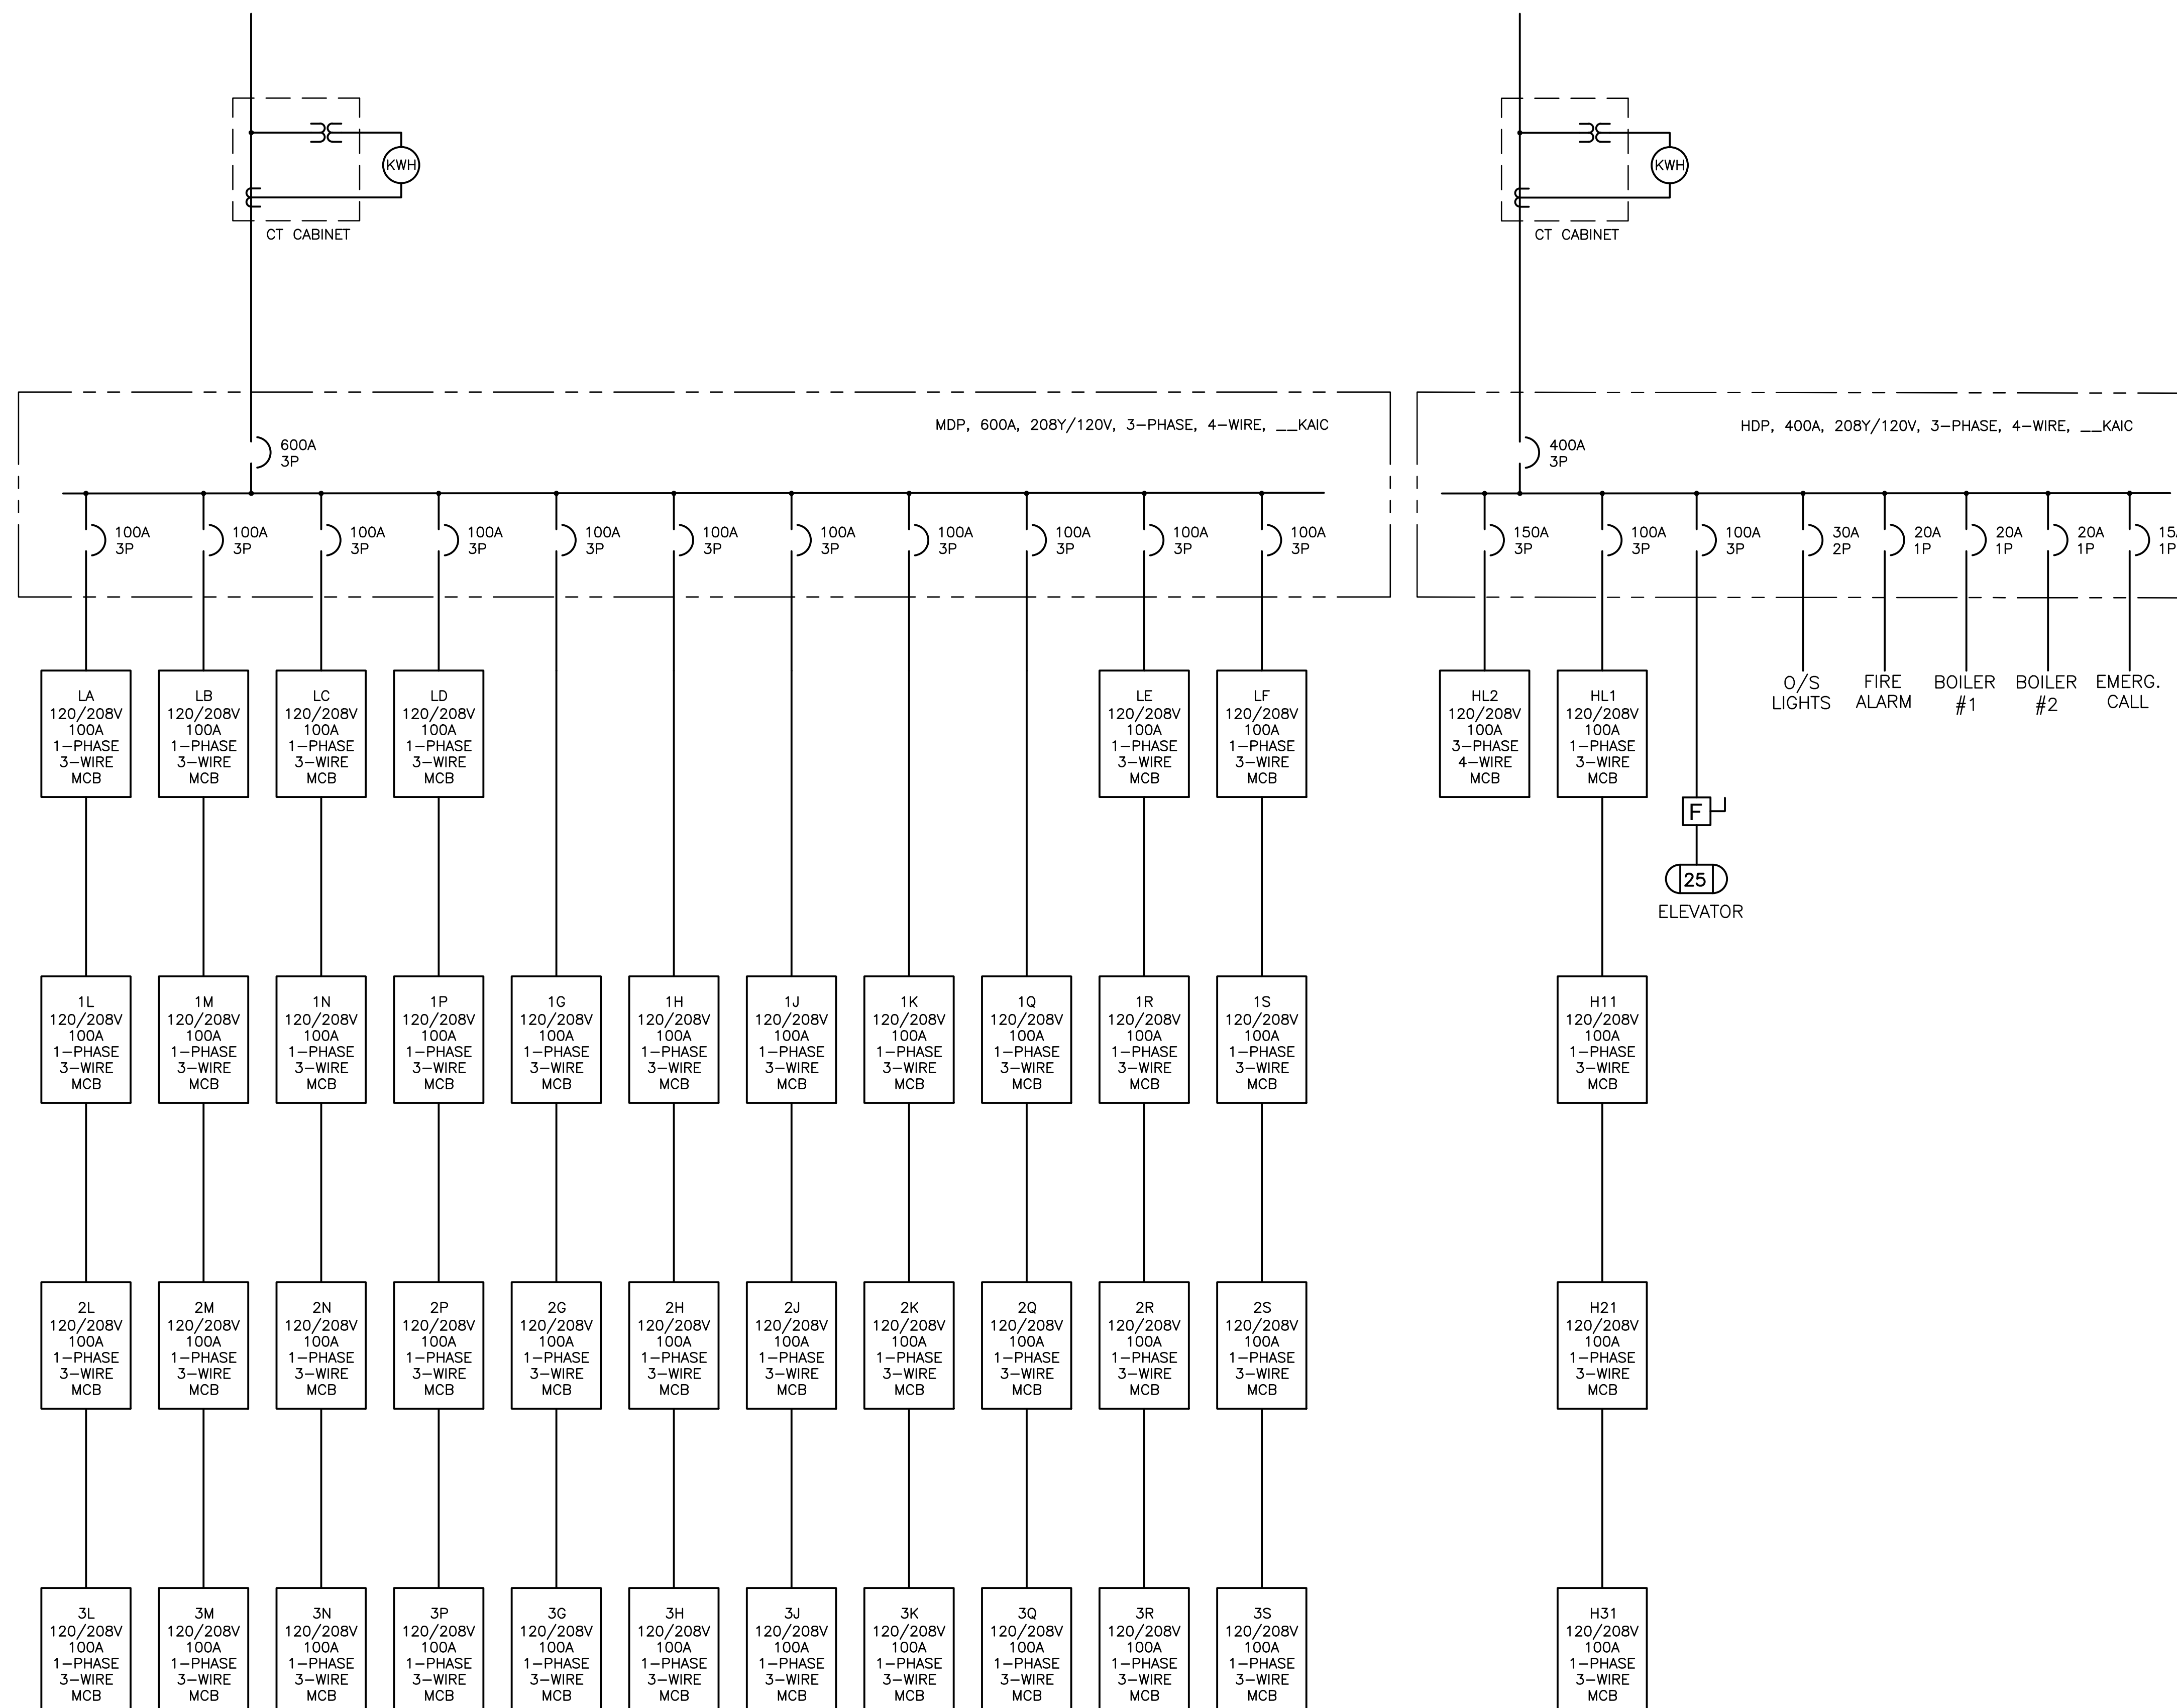 KWH
CT CABINET
KWH
CT CABINET
MDP, 600A, 208Y/120V, 3-PHASE, 4-WIRE, __KAIC
600A
3P
100A
3P
100A
3P
100A
3P
100A
3P
100A
3P
100A
3P
100A
3P
100A
3P
100A
3P
100A
3P
100A
3P
HDP, 400A, 208Y/120V, 3-PHASE, 4-WIRE, __KAIC
400A
3P
150A
3P
100A
3P
100A
3P
30A
2P
20A
1P
20A
1P
20A
1P
1P
LA
120/208V
100A
1-PHASE
3-WIRE
MCB
LB
120/208V
100A
1-PHASE
3-WIRE
MCB
LC
120/208V
100A
1-PHASE
3-WIRE
MCB
LD
120/208V
100A
1-PHASE
3-WIRE
MCB
LE
120/208V
100A
1-PHASE
3-WIRE
MCB
LF
120/208V
100A
1-PHASE
3-WIRE
MCB
HL2
120/208V
100A
3-PHASE
4-WIRE
MCB
HL1
120/208V
100A
1-PHASE
3-WIRE
MCB
O/S
LIGHTS
FIRE
ALARM
BOILER
#1
BOILER
#2
EMERG.
CALL
F
25
ELEVATOR
1L
120/208V
100A
1-PHASE
3-WIRE
MCB
1M
120/208V
100A
1-PHASE
3-WIRE
MCB
1N
120/208V
100A
1-PHASE
3-WIRE
MCB
1P
120/208V
100A
1-PHASE
3-WIRE
MCB
1G
120/208V
100A
1-PHASE
3-WIRE
MCB
1H
120/208V
100A
1-PHASE
3-WIRE
MCB
1J
120/208V
100A
1-PHASE
3-WIRE
MCB
1K
120/208V
100A
1-PHASE
3-WIRE
MCB
1Q
120/208V
100A
1-PHASE
3-WIRE
MCB
1R
120/208V
100A
1-PHASE
3-WIRE
MCB
1S
120/208V
100A
1-PHASE
3-WIRE
MCB
H11
120/208V
100A
1-PHASE
3-WIRE
MCB
2L
120/208V
100A
1-PHASE
3-WIRE
MCB
2M
120/208V
100A
1-PHASE
3-WIRE
MCB
2N
120/208V
100A
1-PHASE
3-WIRE
MCB
2P
120/208V
100A
1-PHASE
3-WIRE
MCB
2G
120/208V
100A
1-PHASE
3-WIRE
MCB
2H
120/208V
100A
1-PHASE
3-WIRE
MCB
2J
120/208V
100A
1-PHASE
3-WIRE
MCB
2K
120/208V
100A
1-PHASE
3-WIRE
MCB
2Q
120/208V
100A
1-PHASE
3-WIRE
MCB
2R
120/208V
100A
1-PHASE
3-WIRE
MCB
2S
120/208V
100A
1-PHASE
3-WIRE
MCB
H21
120/208V
100A
1-PHASE
3-WIRE
MCB
3L
120/208V
100A
1-PHASE
3-WIRE
MCB
3M
120/208V
100A
1-PHASE
3-WIRE
MCB
3N
120/208V
100A
1-PHASE
3-WIRE
MCB
3P
120/208V
100A
1-PHASE
3-WIRE
MCB
3G
120/208V
100A
1-PHASE
3-WIRE
MCB
3H
120/208V
100A
1-PHASE
3-WIRE
MCB
3J
120/208V
100A
1-PHASE
3-WIRE
MCB
3K
120/208V
100A
1-PHASE
3-WIRE
MCB
3Q
120/208V
100A
1-PHASE
3-WIRE
MCB
3R
120/208V
100A
1-PHASE
3-WIRE
MCB
3S
120/208V
100A
1-PHASE
3-WIRE
MCB
H31
120/208V
100A
1-PHASE
3-WIRE
MCB